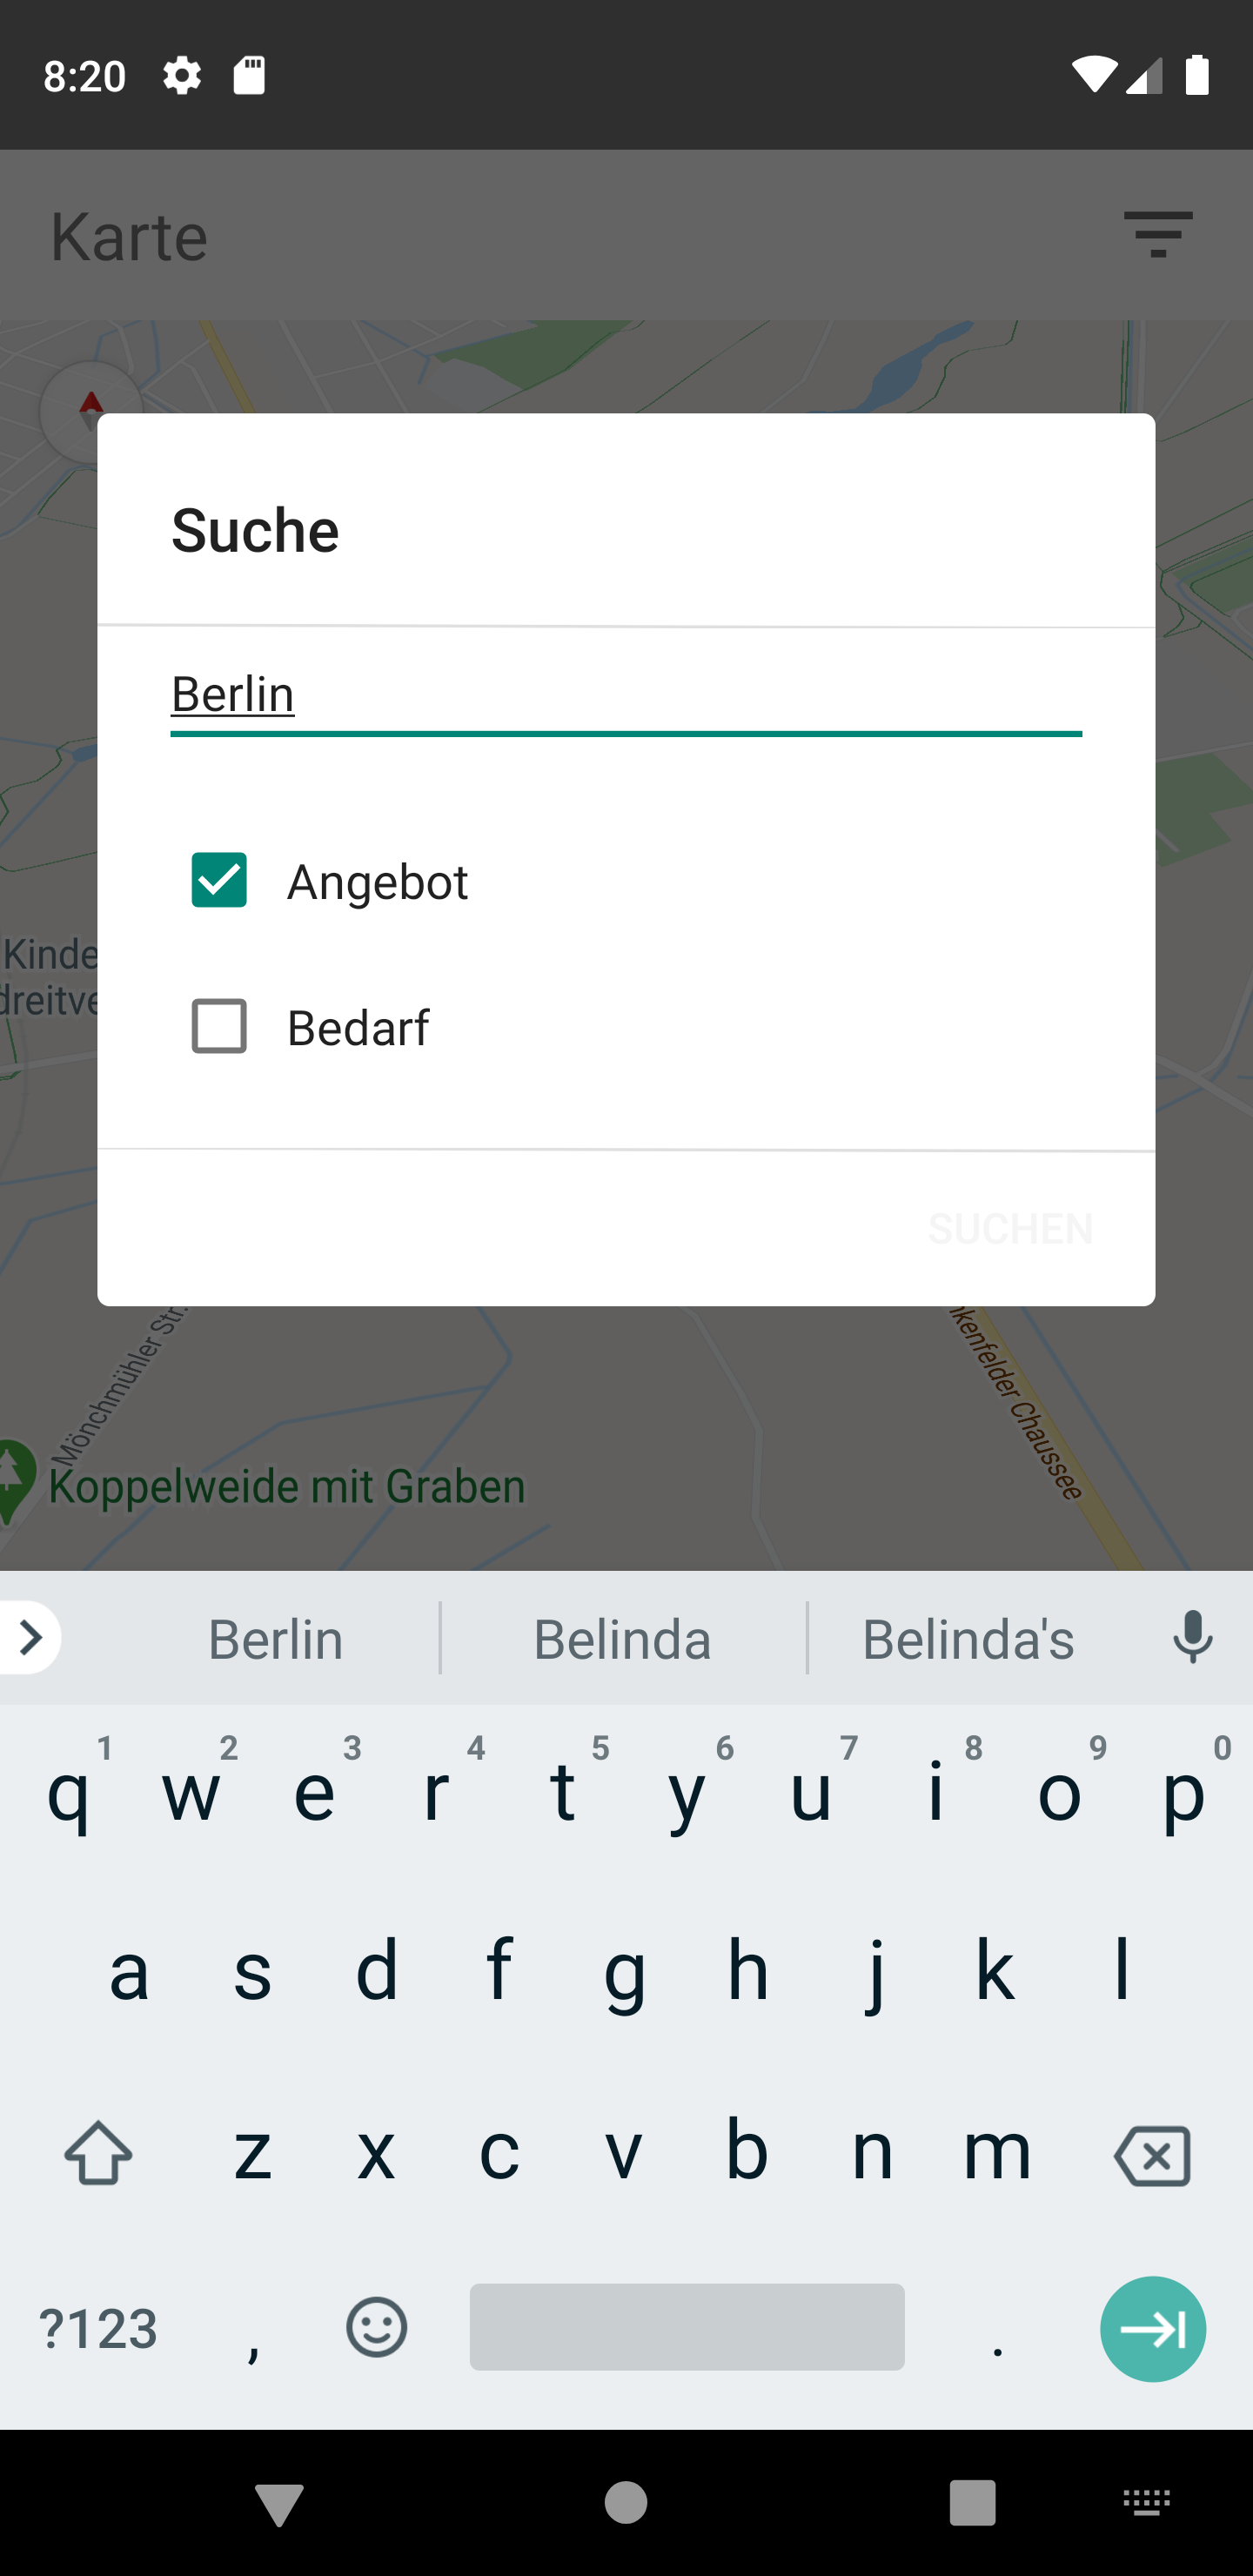 8:20
Karte
Suche
Berlin
Angebot
Kinde
dreitve
Bedarf
SUCHEN
Mönchmühler Str.
nkenfelder Chaussee
Koppelweide mit Graben
Berlin Belinda Belinda's
1 2 3 4 5 6 7 8 9 0
q w e r t y u i o p
a s d f g h j k l
z x c v b n m
?123 , .